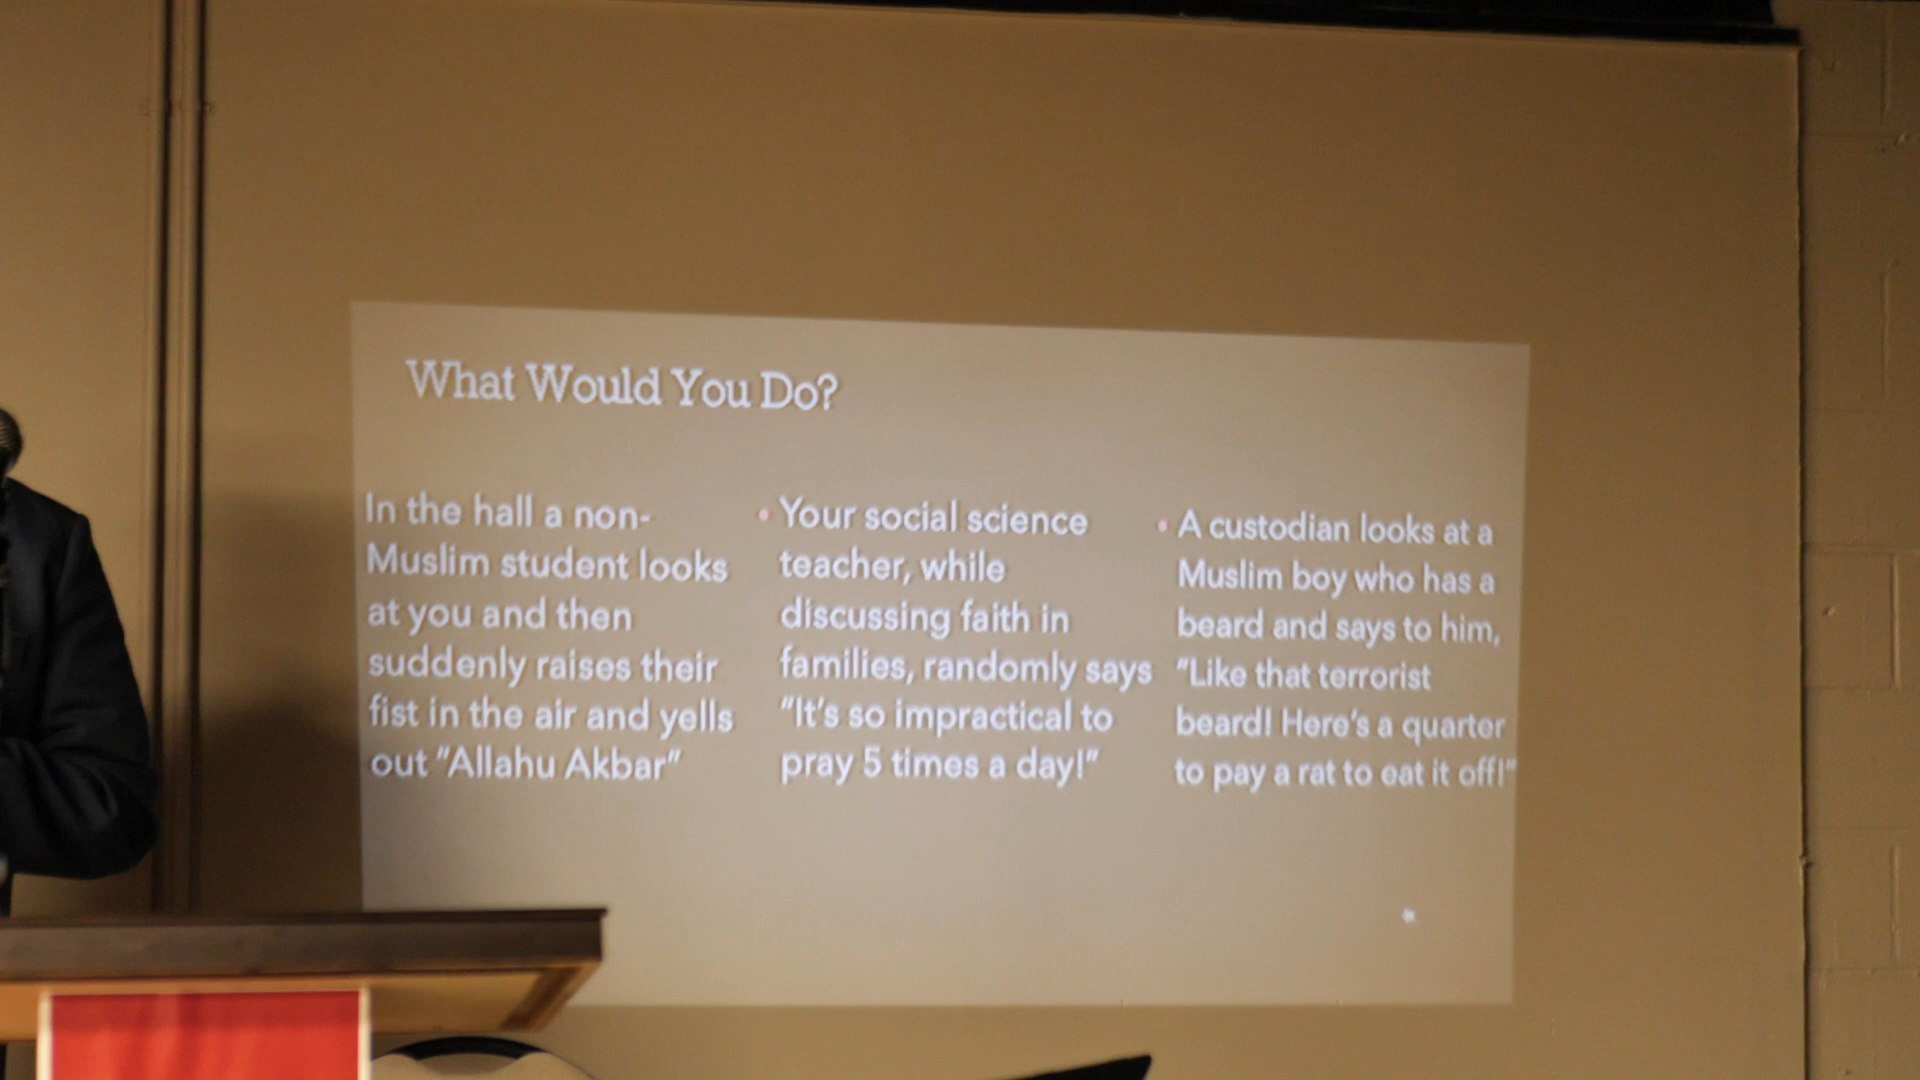 What Would You Do?
In the hall a non-
Muslim student looks
at you and then
suddenly raises their
fist in the air and yells
out "Allahu Akbar"
• Your social science
teacher, while
discussing faith in
families, randomly says
"It's so impractical to
pray 5 times a day!"
• A custodian looks at a
Muslim boy who has a
beard and says to him,
"Like that terrorist
beard! Here's a quarter
to pay a rat to eat it off!"